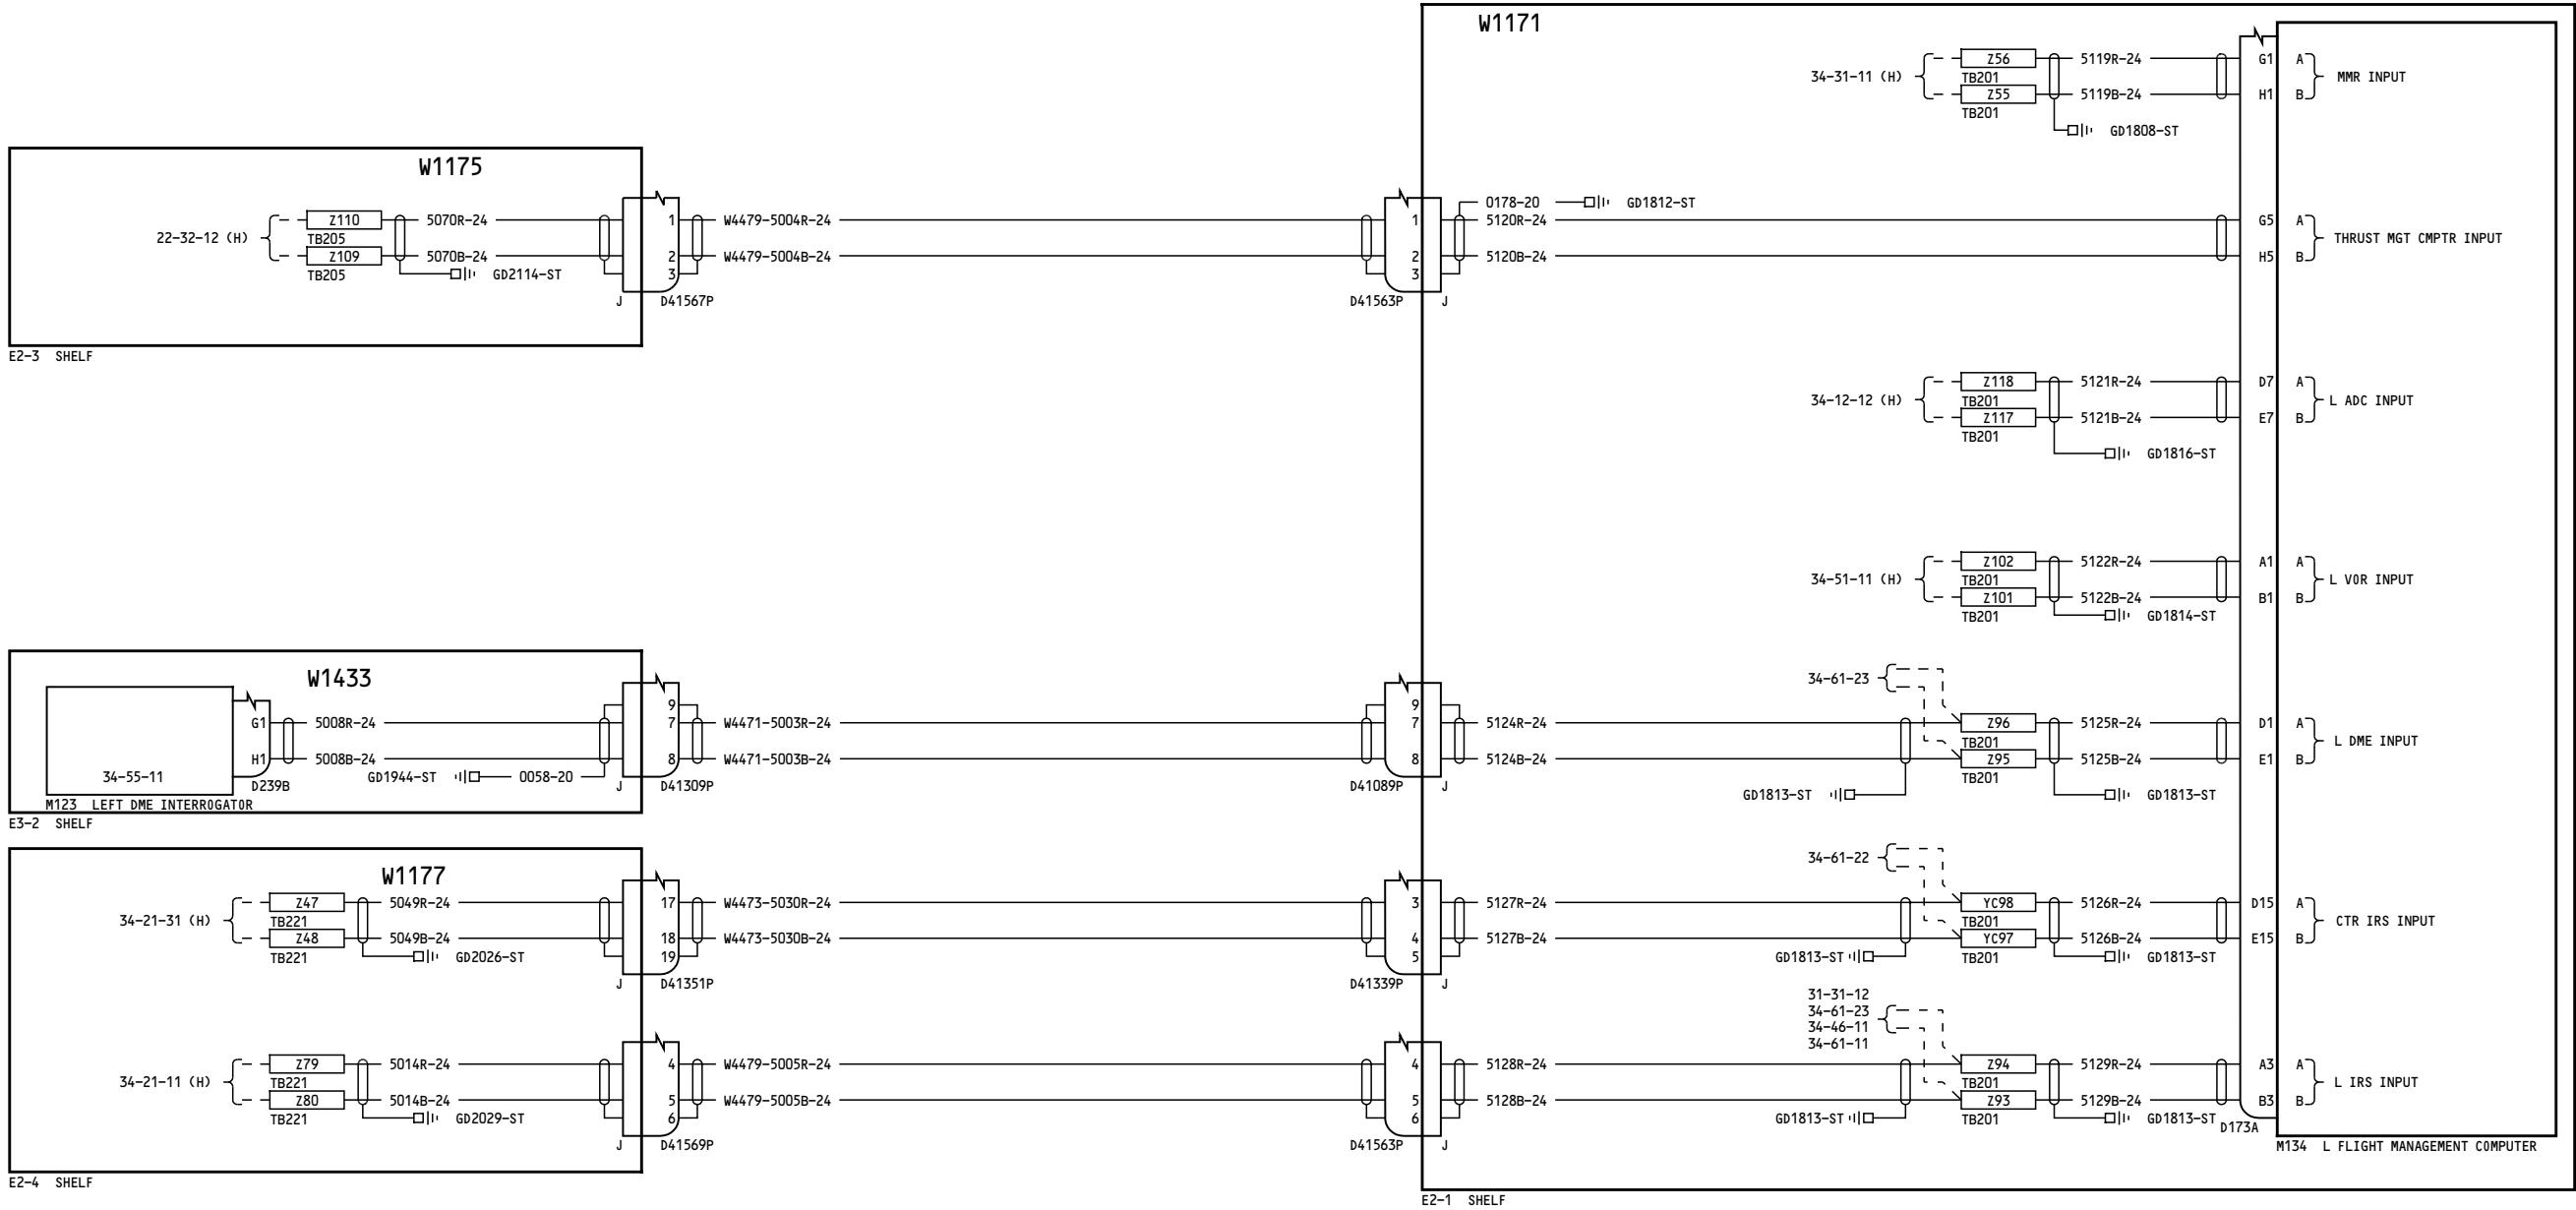 W1171
Z56 5119R-24 G1 A
34-31-11 (H) TB201 MMR INPUT
Z55 5119B-24 H1 B
TB201
GD1808-ST
W1175
0178-20 GD1812-ST
Z110 5070R-24 1 W4479-5004R-24 1 5120R-24 G5 A
22-32-12 (H) TB205 THRUST MGT CMPTR INPUT
Z109 5070B-24 2 W4479-5004B-24 2 5120B-24 H5 B
TB205 GD2114-ST 3 3
J D41567P D41563P J
E2-3 SHELF
Z118 5121R-24 D7 A
34-12-12 (H) TB201 L ADC INPUT
Z117 5121B-24 E7 B
TB201
GD1816-ST
Z102 5122R-24 A1 A
34-51-11 (H) TB201 L VOR INPUT
Z101 5122B-24 B1 B
TB201 GD1814-ST
W1433
34-61-23
9 9
G1 5008R-24 7 W4471-5003R-24 7 5124R-24 Z96 5125R-24 D1 A
TB201 L DME INPUT
H1 5008B-24 8 W4471-5003B-24 8 5124B-24 Z95 5125B-24 E1 B
34-55-11 GD1944-ST 0058-20 TB201
D239B J D41309P D41089P J
GD1813-ST GD1813-ST
M123 LEFT DME INTERROGATOR
E3-2 SHELF
W1177
34-61-22
Z47 5049R-24 17 W4473-5030R-24 3 5127R-24 YC98 5126R-24 D15 A
34-21-31 (H) TB221 TB201 CTR IRS INPUT
Z48 5049B-24 18 W4473-5030B-24 4 5127B-24 YC97 5126B-24 E15 B
TB221 GD2026-ST 19 5 GD1813-ST TB201 GD1813-ST
J D41351P D41339P J
31-31-12
34-61-23
34-46-11
34-61-11
Z79 5014R-24 4 W4479-5005R-24 4 5128R-24 Z94 5129R-24 A3 A
34-21-11 (H) TB221 TB201 L IRS INPUT
Z80 5014B-24 5 W4479-5005B-24 5 5128B-24 Z93 5129B-24 B3 B
TB221 GD2029-ST 6 6 GD1813-ST TB201 GD1813-ST
D173A
J D41569P D41563P J
M134 L FLIGHT MANAGEMENT COMPUTER
E2-4 SHELF
E2-1 SHELF